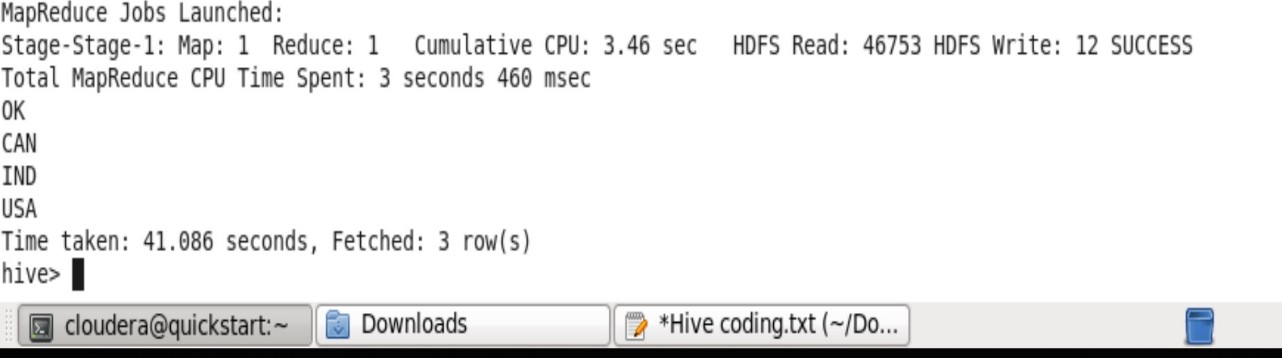 MapReduce Jobs Launched:
Stage-Stage-1: Map: 1  Reduce: 1   Cumulative CPU: 3.46 sec   HDFS Read: 46753 HDFS Write: 12 SUCCESS
Total MapReduce CPU Time Spent: 3 seconds 460 msec
OK
CAN
IND
USA
Time taken: 41.086 seconds, Fetched: 3 row(s)
hive>
cloudera@quickstart:~ Downloads *Hive coding.txt (~/Do...